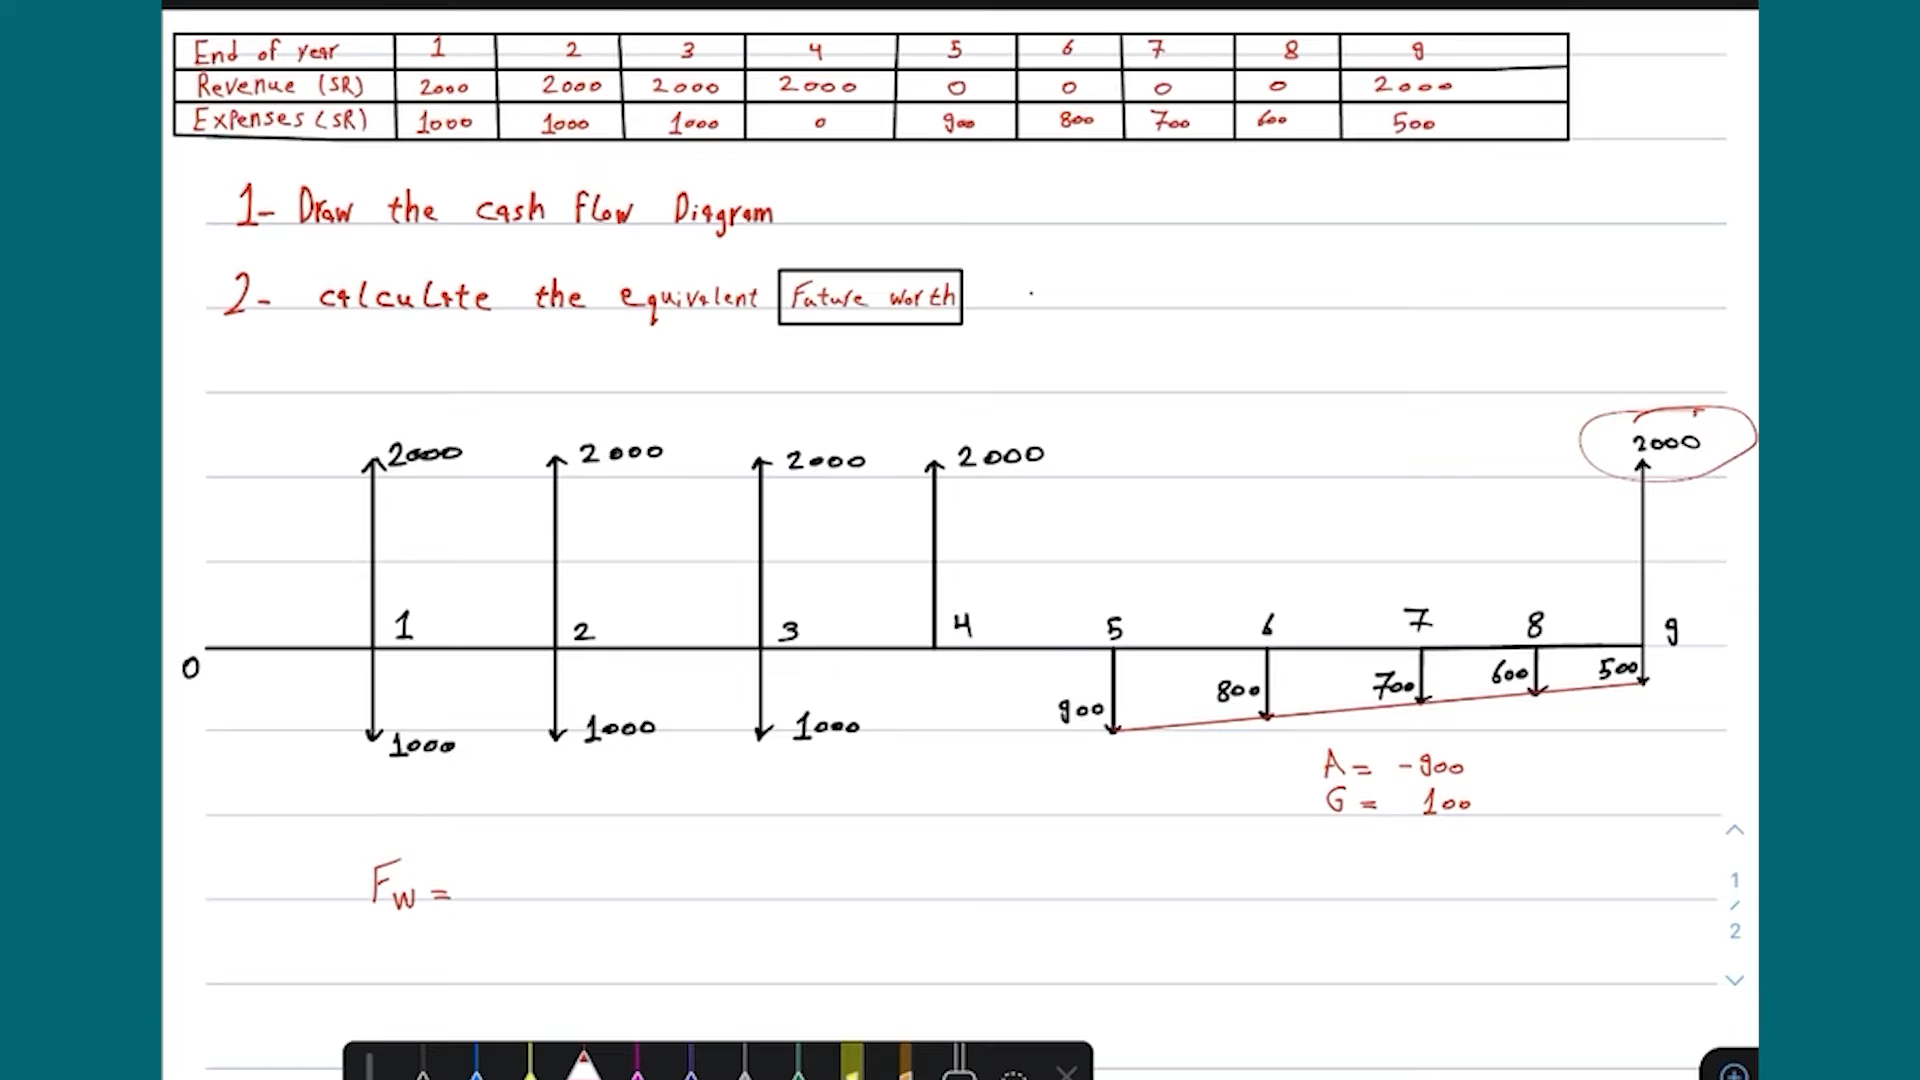 End of year 1 2 3 4 5 6 7 8 9
Revenue (SR) 2000 2000 2000 2000 0 0 0 0 2000
Expenses (SR) 1000 1000 1000 0 900 800 700 600 500
1- Draw the cash flow Diagram
2- calculate the equivalent Future worth
2000 2000 2000 2000 2000
0 1 2 3 4 5 6 7 8 9
1000 1000 1000 900 800 700 600 500
A = -900
G = 100
Fw =
1
/
2